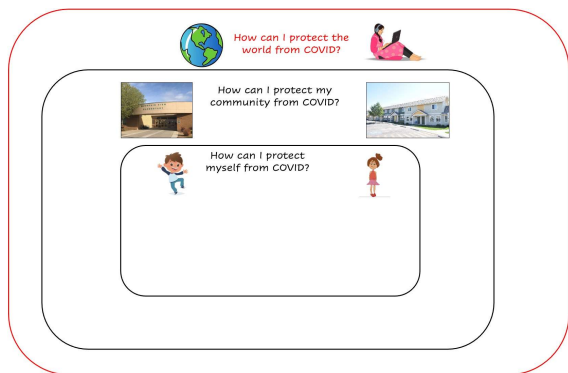 How can I protect the
world from COVID?
How can I protect my
community from COVID?
How can I protect
myself from COVID?